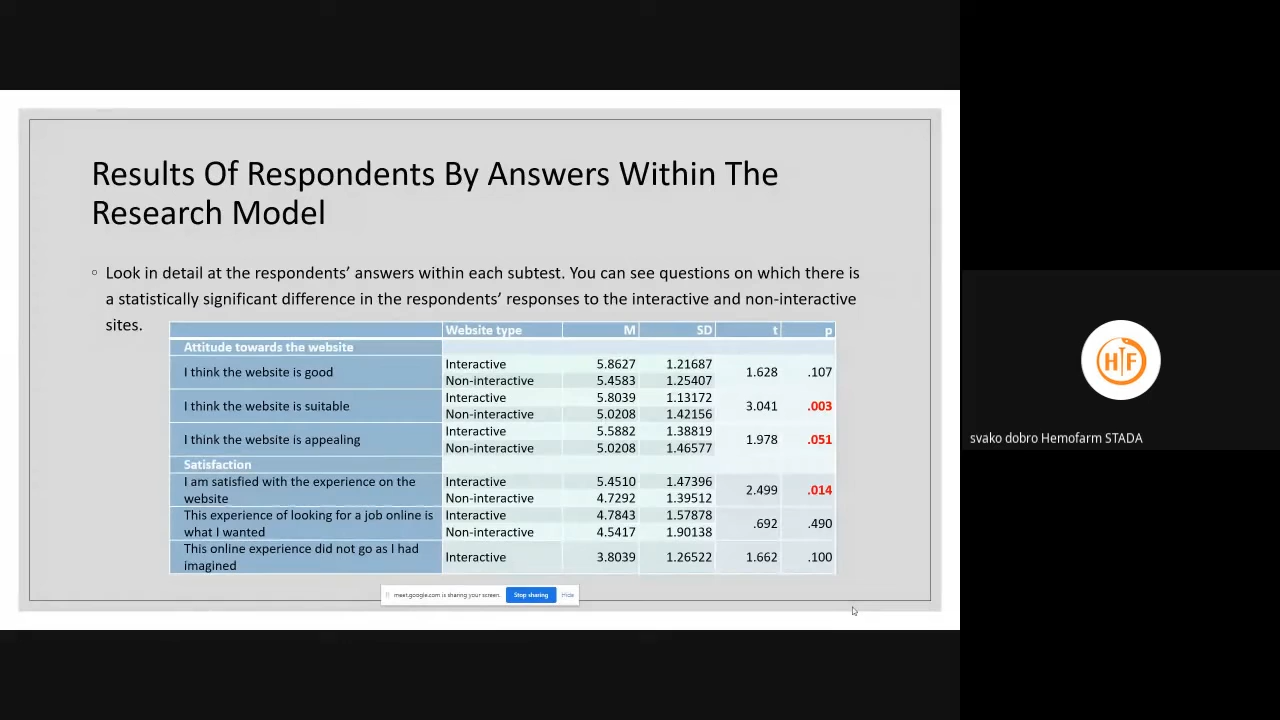 Results Of Respondents By Answers Within The
Research Model
◦ Look in detail at the respondents’ answers within each subtest. You can see questions on which there is
a statistically significant difference in the respondents’ responses to the interactive and non-interactive
sites.
Website type M SD t p
Attitude towards the website
I think the website is good
Interactive 5.8627 1.21687
Non-interactive 5.4583 1.25407
1.628 .107
I think the website is suitable
Interactive 5.8039 1.13172
Non-interactive 5.0208 1.42156
3.041 .003
I think the website is appealing
Interactive 5.5882 1.38819
Non-interactive 5.0208 1.46577
1.978 .051
Satisfaction
I am satisfied with the experience on the
website
Interactive 5.4510 1.47396
Non-interactive 4.7292 1.39512
2.499 .014
This experience of looking for a job online is
what I wanted
Interactive 4.7843 1.57878
Non-interactive 4.5417 1.90138
.692 .490
This online experience did not go as I had
imagined
Interactive 3.8039 1.26522
1.662 .100
meet.google.com is sharing your screen. Stop sharing Hide
HF
svako dobro Hemofarm STADA